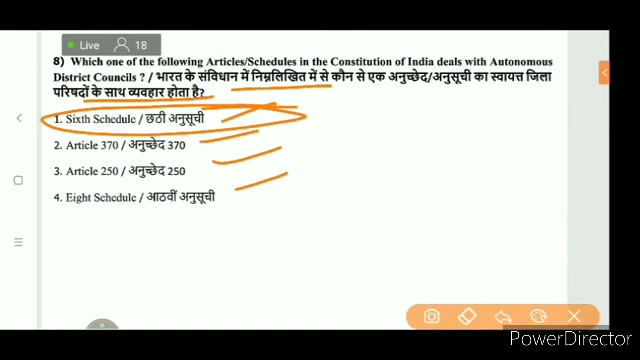 Live 18
8) Which one of the following Articles/Schedules in the Constitution of India deals with Autonomous
District Councils ? / भारत के संविधान में निम्नलिखित में से कौन से एक अनुच्छेद/अनुसूची का स्वायत्त जिला
परिषदों के साथ व्यवहार होता है?
1. Sixth Schedule / छठी अनुसूची
2. Article 370 / अनुच्छेद 370
3. Article 250 / अनुच्छेद 250
4. Eight Schedule / आठवीं अनुसूची
PowerDirector